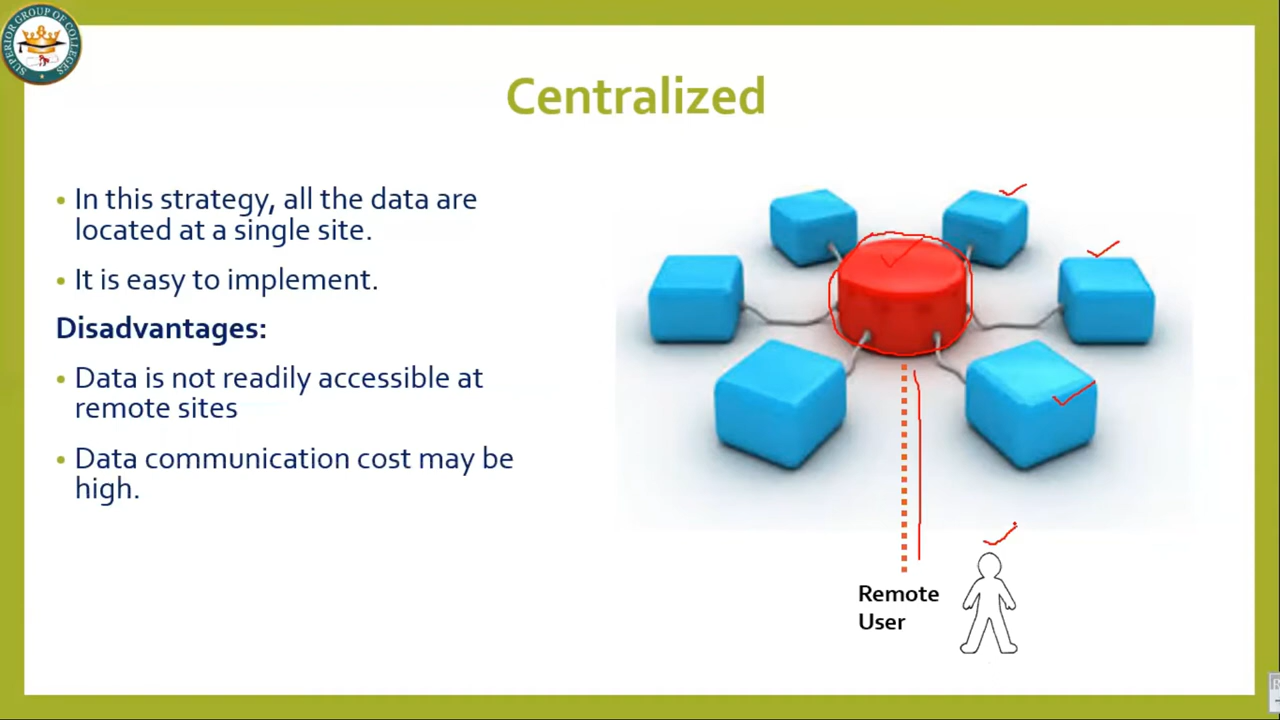 SUPERIOR GROUP OF COLLEGES
Centralized
• In this strategy, all the data are
located at a single site.
• It is easy to implement.
Disadvantages:
• Data is not readily accessible at
remote sites
• Data communication cost may be
high.
Remote
User